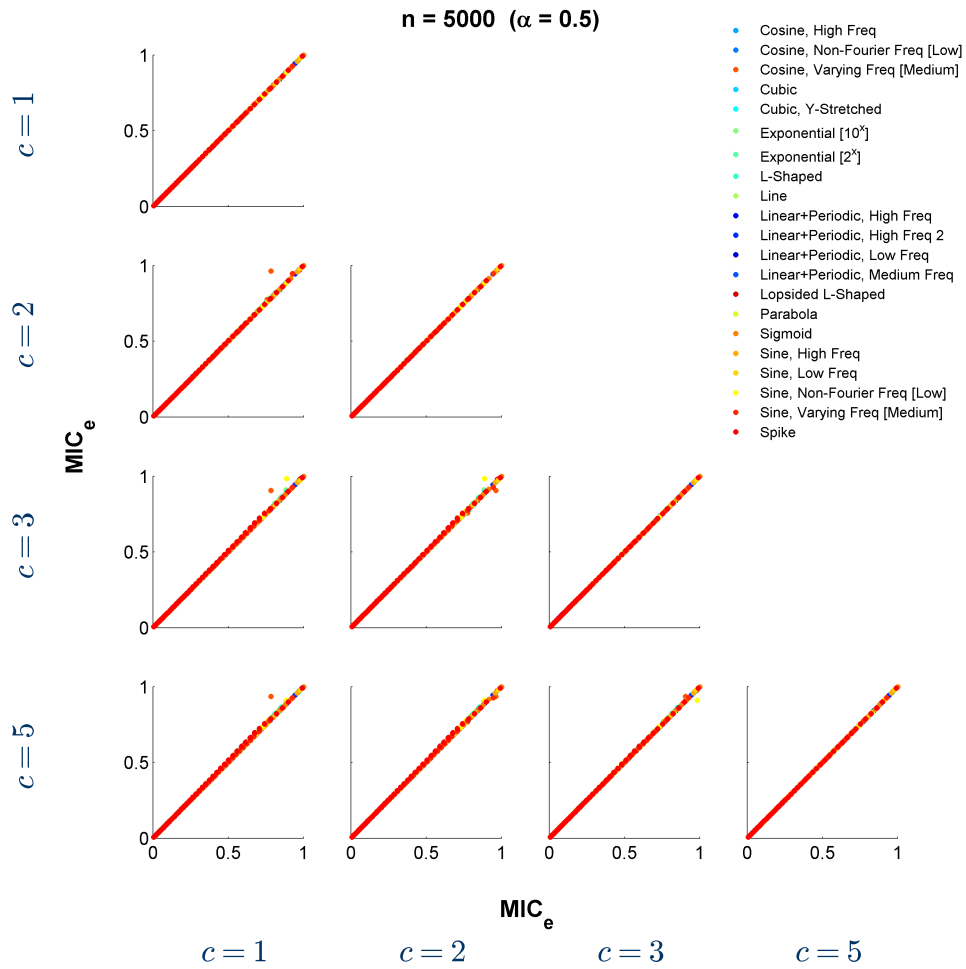 n = 5000 (α = 0.5)
Cosine, High Freq
Cosine, Non-Fourier Freq [Low]
Cosine, Varying Freq [Medium]
Cubic
Cubic, Y-Stretched
Exponential [10^x]
Exponential [2^x]
L-Shaped
Line
Linear+Periodic, High Freq
Linear+Periodic, High Freq 2
Linear+Periodic, Low Freq
Linear+Periodic, Medium Freq
Lopsided L-Shaped
Parabola
Sigmoid
Sine, High Freq
Sine, Low Freq
Sine, Non-Fourier Freq [Low]
Sine, Varying Freq [Medium]
Spike
c = 1
1
0.5
0
c = 2
1
0.5
0
MIC_e
c = 3
1
0.5
0
c = 5
1
0.5
0
0 0.5 1 0 0.5 1 0 0.5 1 0 0.5 1
MIC_e
c = 1 c = 2 c = 3 c = 5